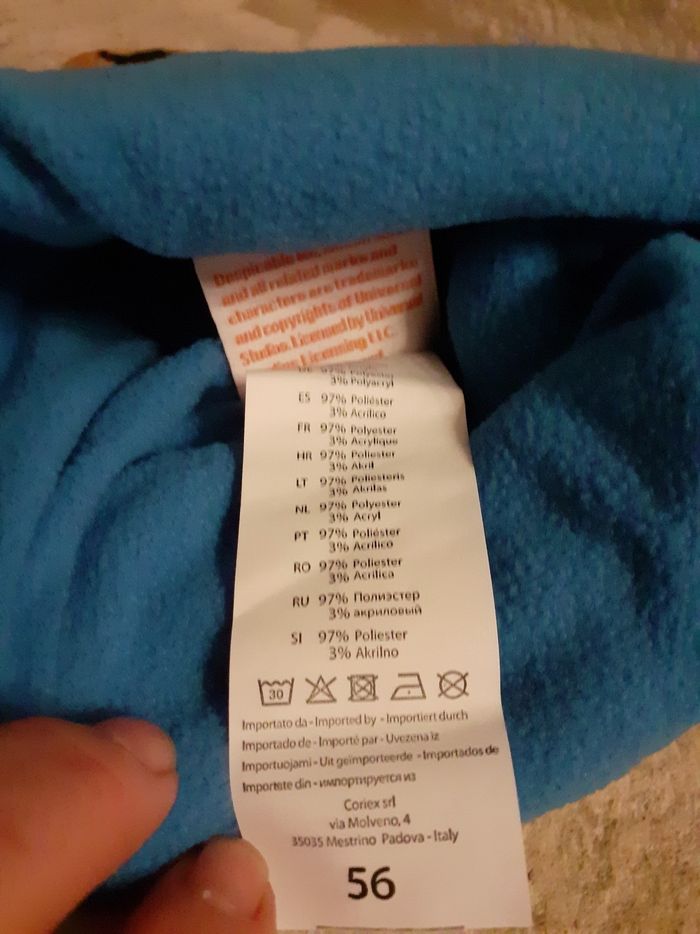 Despicable
and all related marks and
characters are trademarks
and copyrights of Universal
Studios. Licensed by Universal
Studios Licensing LLC.
97% Polyester
3% Polyacryl
ES 97% Poliéster
3% Acrílico
FR 97% Polyester
3% Acrylique
HR 97% Poliester
3% Akril
LT 97% Poliesteris
3% Akrilas
NL 97% Polyester
3% Acryl
PT 97% Poliéster
3% Acrílico
RO 97% Poliester
3% Acrilica
RU 97% Полиэстер
3% акриловый
SI 97% Poliester
3% Akrilno
30
Importato da - Imported by - Importiert durch
Importado de - Importé par - Uvezena iz
Importuojami - Uit geïmporteerde - Importados de
Importate din - импортируется из
Coriex srl
via Molveno, 4
35035 Mestrino Padova - Italy
56